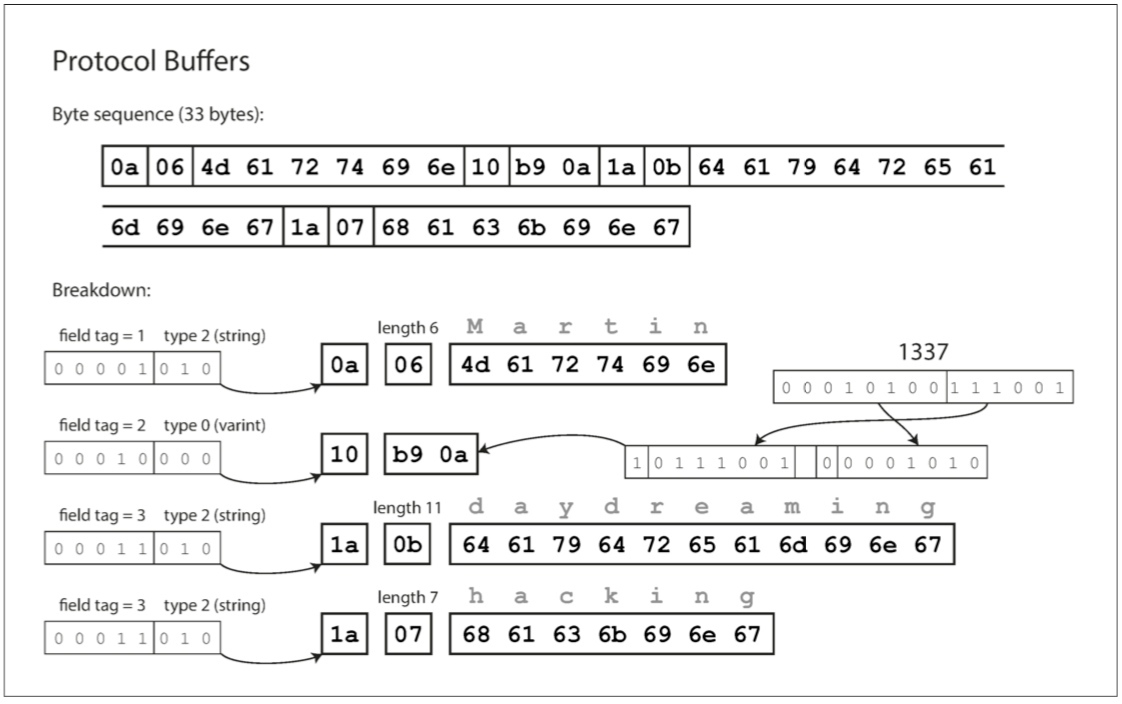 Protocol Buffers
Byte sequence (33 bytes):
0a 06 4d 61 72 74 69 6e 10 b9 0a 1a 0b 64 61 79 64 72 65 61
6d 69 6e 67 1a 07 68 61 63 6b 69 6e 67
Breakdown:
field tag = 1 type 2 (string) length 6 M a r t i n
0 0 0 0 1 0 1 0 0a 06 4d 61 72 74 69 6e
1337
0 0 0 1 0 1 0 0 1 1 1 0 0 1
field tag = 2 type 0 (varint)
0 0 0 1 0 0 0 0 10 b9 0a 1 0 1 1 1 0 0 1 0 0 0 0 1 0 1 0
field tag = 3 type 2 (string) length 11 d a y d r e a m i n g
0 0 0 1 1 0 1 0 1a 0b 64 61 79 64 72 65 61 6d 69 6e 67
field tag = 3 type 2 (string) length 7 h a c k i n g
0 0 0 1 1 0 1 0 1a 07 68 61 63 6b 69 6e 67